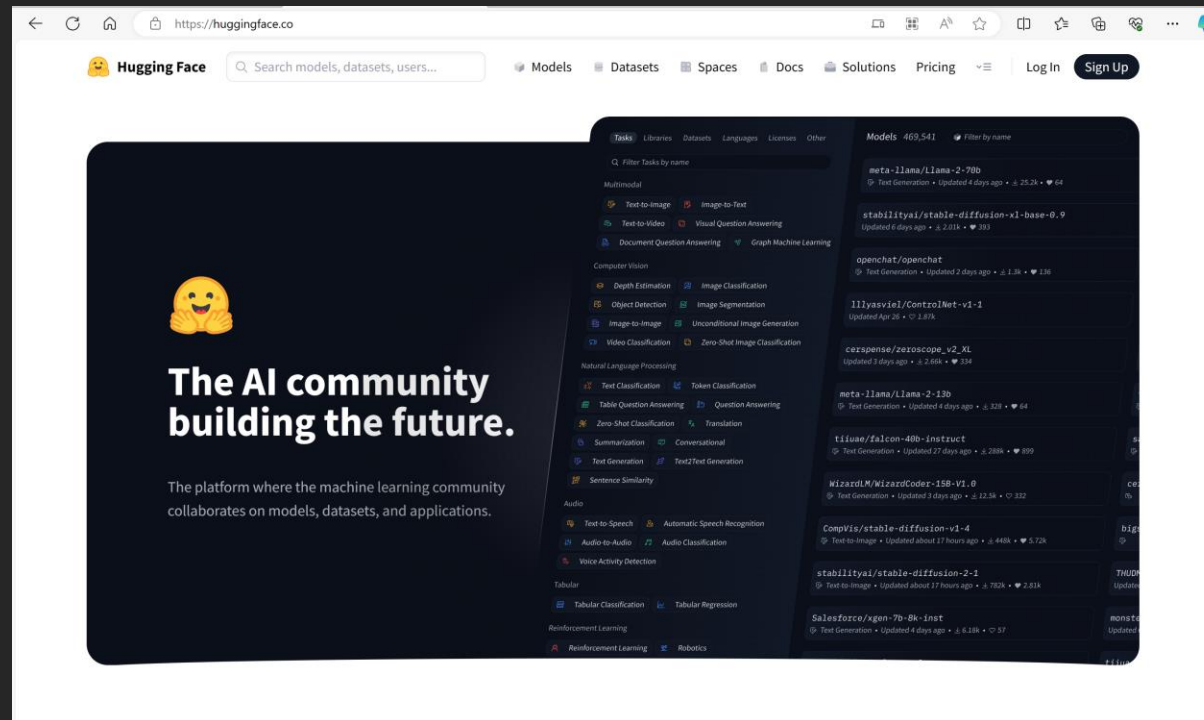 https://huggingface.co
Hugging Face Search models, datasets, users... Models Datasets Spaces Docs Solutions Pricing Log In Sign Up
The AI community
building the future.
The platform where the machine learning community
collaborates on models, datasets, and applications.
Tasks Libraries Datasets Languages Licenses Other
Filter Tasks by name
Multimodal
Text-to-Image Image-to-Text
Text-to-Video Visual Question Answering
Document Question Answering Graph Machine Learning
Computer Vision
Depth Estimation Image Classification
Object Detection Image Segmentation
Image-to-Image Unconditional Image Generation
Video Classification Zero-Shot Image Classification
Natural Language Processing
Text Classification Token Classification
Table Question Answering Question Answering
Zero-Shot Classification Translation
Summarization Conversational
Text Generation Text2Text Generation
Sentence Similarity
Audio
Text-to-Speech Automatic Speech Recognition
Audio-to-Audio Audio Classification
Voice Activity Detection
Tabular
Tabular Classification Tabular Regression
Reinforcement Learning
Reinforcement Learning Robotics
Models 469,541 Filter by name
meta-llama/Llama-2-70b
Text Generation • Updated 4 days ago • 25.2k • 64
stabilityai/stable-diffusion-xl-base-0.9
Updated 6 days ago • 2.01k • 393
openchat/openchat
Text Generation • Updated 2 days ago • 1.3k • 136
lllyasviel/ControlNet-v1-1
Updated Apr 26 • 1.87k
cerspense/zeroscope_v2_XL
Updated 3 days ago • 2.66k • 334
meta-llama/Llama-2-13b
Text Generation • Updated 4 days ago • 328 • 64
tiiuae/falcon-40b-instruct
Text Generation • Updated 27 days ago • 288k • 899
WizardLM/WizardCoder-15B-V1.0
Text Generation • Updated 3 days ago • 12.5k • 332
CompVis/stable-diffusion-v1-4
Text-to-Image • Updated about 17 hours ago • 448k • 5.72k
stabilityai/stable-diffusion-2-1
Text-to-Image • Updated about 17 hours ago • 782k • 2.81k
Salesforce/xgen-7b-8k-inst
Text Generation • Updated 4 days ago • 6.18k • 57